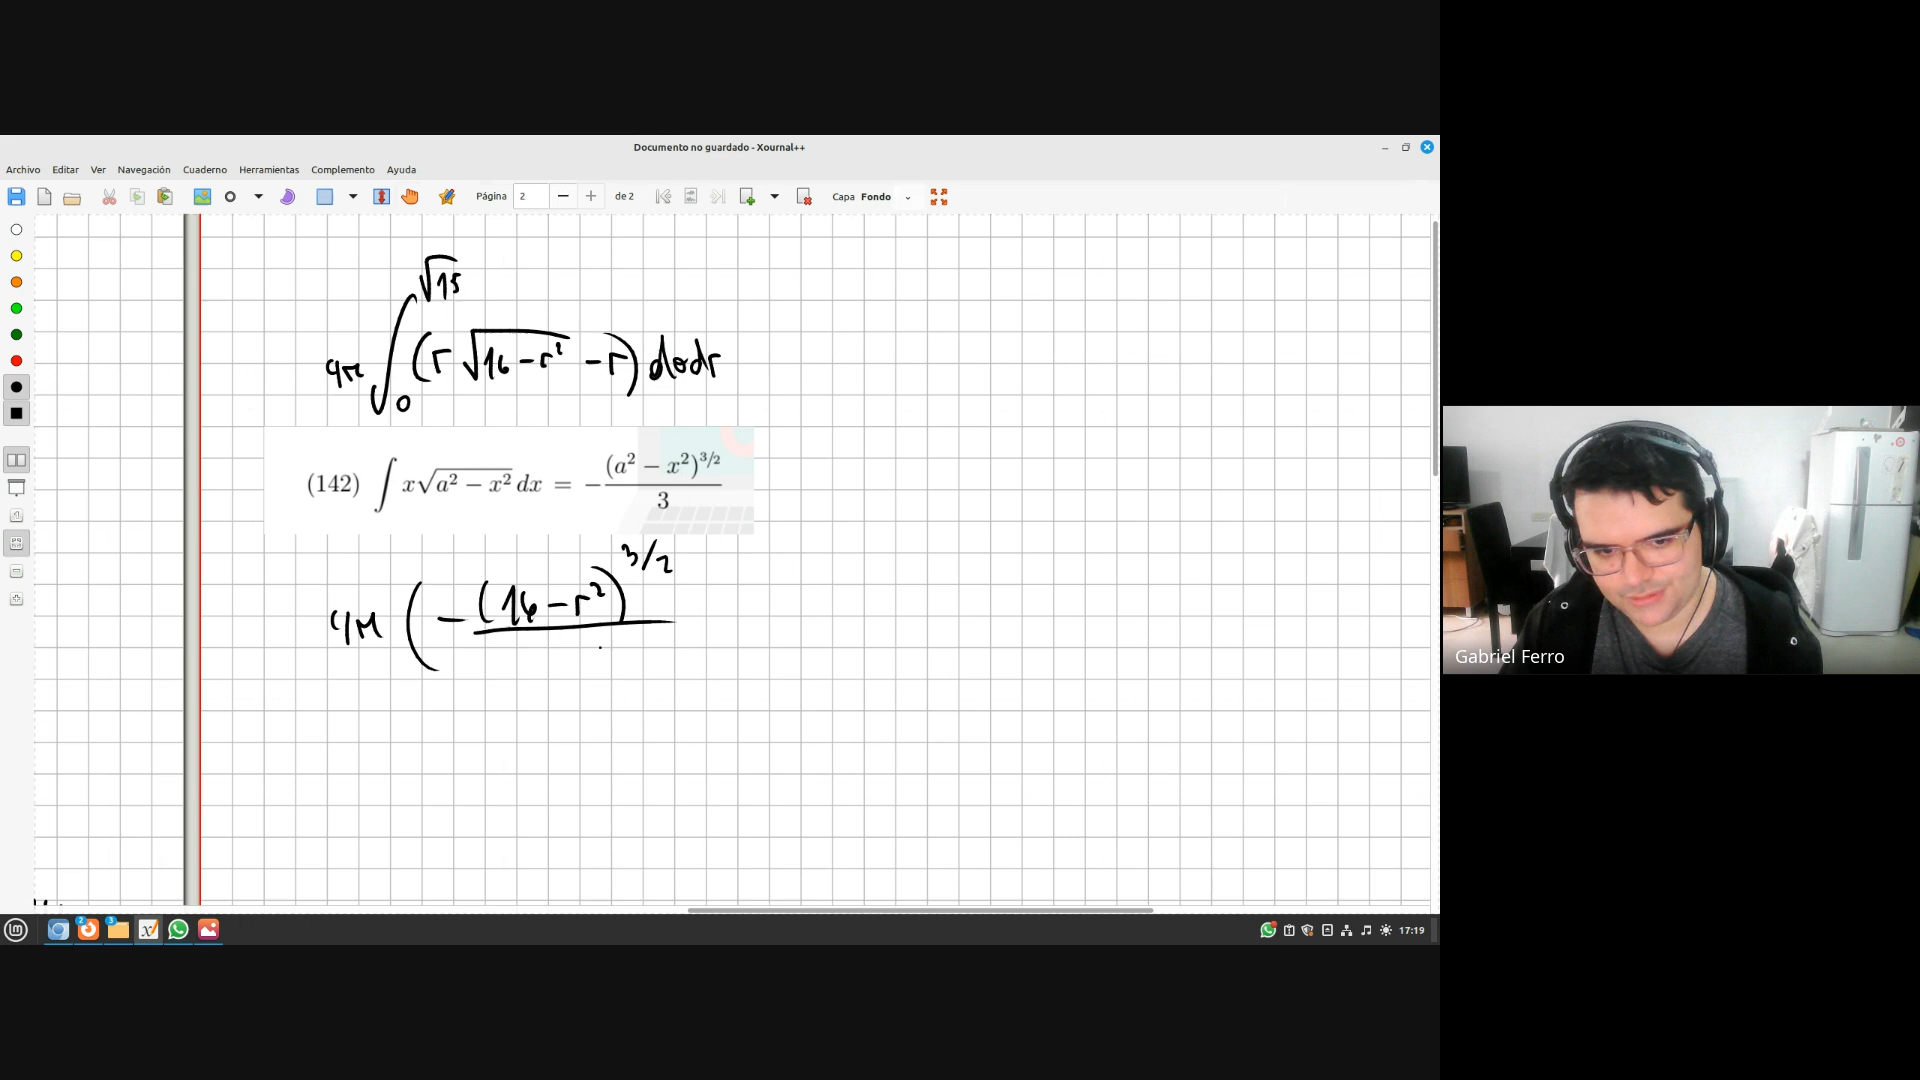 Documento no guardado - Xournal++
Archivo Editar Ver Navegación Cuaderno Herramientas Complemento Ayuda
Página 2 de 2 Capa Fondo
4π ∫₀^√15 (r √16 - r² - r) dθdr
(142) ∫ x√a² − x² dx = −(a² − x²)^3/2 / 3
4π ( - (16 - r²)^3/2
Gabriel Ferro
2 3
17:19